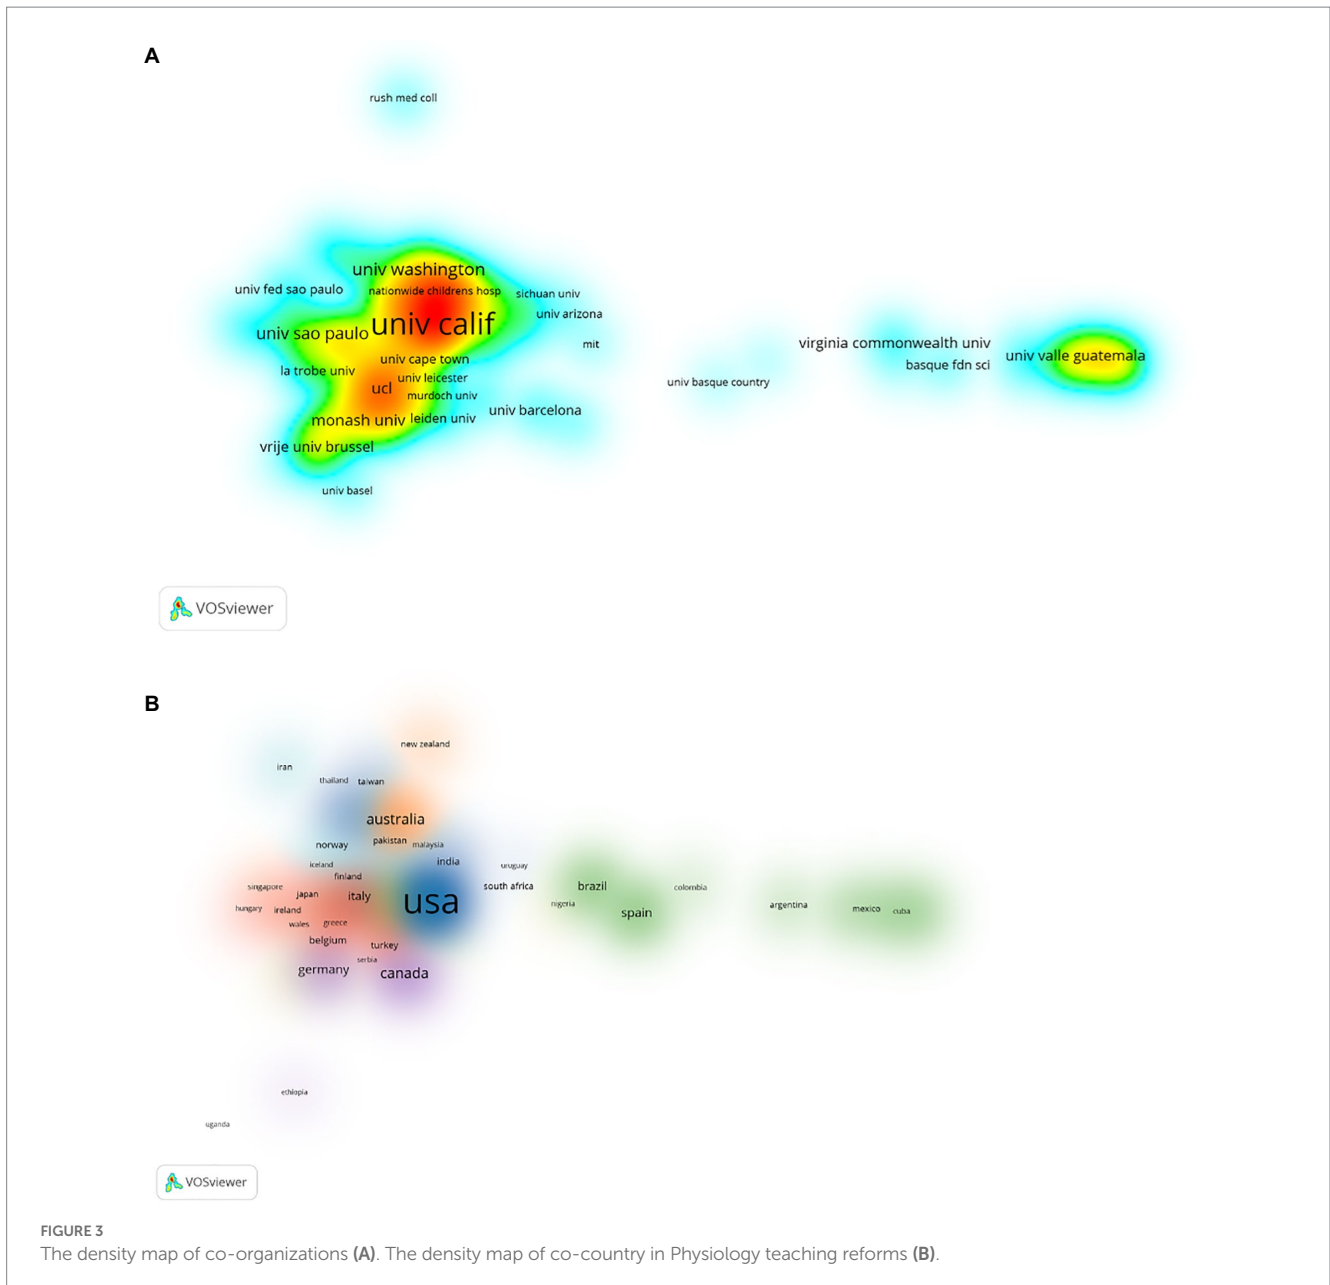 A
rush med coll
univ washington
univ fed sao paulo
nationwide childrens hosp
sichuan univ
univ arizona
univ sao paulo
univ calif
mit
virginia commonwealth univ
univ valle guatemala
basque fdn sci
univ cape town
la trobe univ
univ leicester
ucl
murdoch univ
univ basque country
univ barcelona
monash univ
leiden univ
vrije univ brussel
univ basel
VOSviewer
B
new zealand
iran
thailand
taiwan
australia
pakistan
malaysia
norway
india
iceland
uruguay
finland
singapore
japan
italy
south africa
brazil
colombia
usa
nigeria
spain
argentina
mexico
cuba
hungary
ireland
wales
greece
belgium
turkey
serbia
germany
canada
ethiopia
uganda
VOSviewer
FIGURE 3
The density map of co-organizations (A). The density map of co-country in Physiology teaching reforms (B).